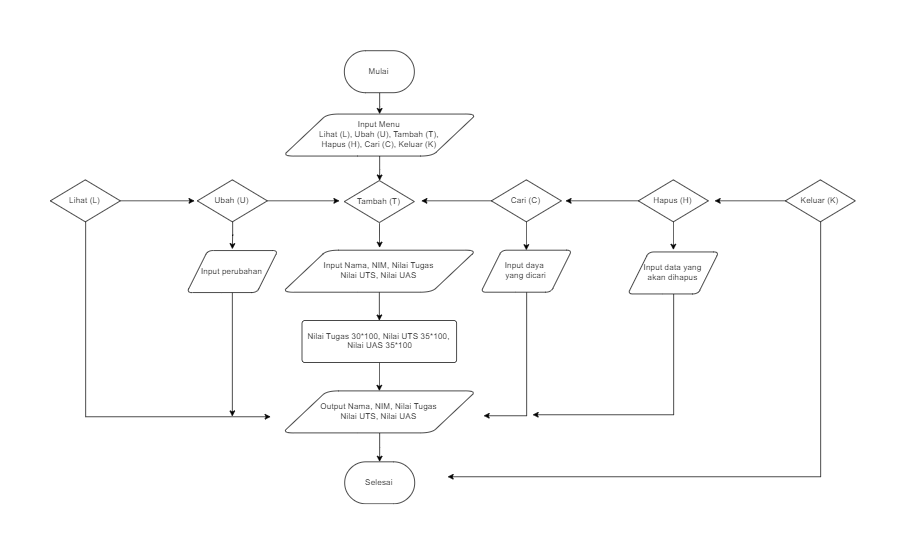 Mulai
Input Menu
Lihat (L), Ubah (U), Tambah (T),
Hapus (H), Cari (C), Keluar (K)
Lihat (L)
Ubah (U)
Tambah (T)
Cari (C)
Hapus (H)
Keluar (K)
Input perubahan
Input Nama, NIM, Nilai Tugas
Nilai UTS, Nilai UAS
Input daya
yang dicari
Input data yang
akan dihapus
Nilai Tugas 30*100, Nilai UTS 35*100,
Nilai UAS 35*100
Output Nama, NIM, Nilai Tugas
Nilai UTS, Nilai UAS
Selesai